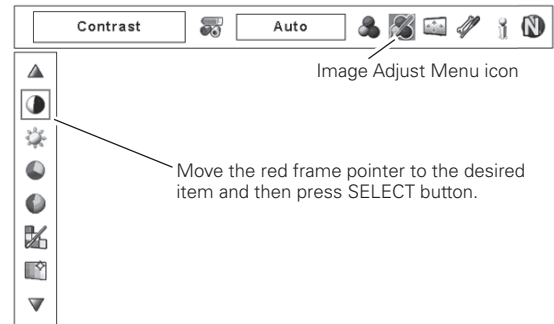 Contrast
Auto
N
Image Adjust Menu icon
Move the red frame pointer to the desired
item and then press SELECT button.